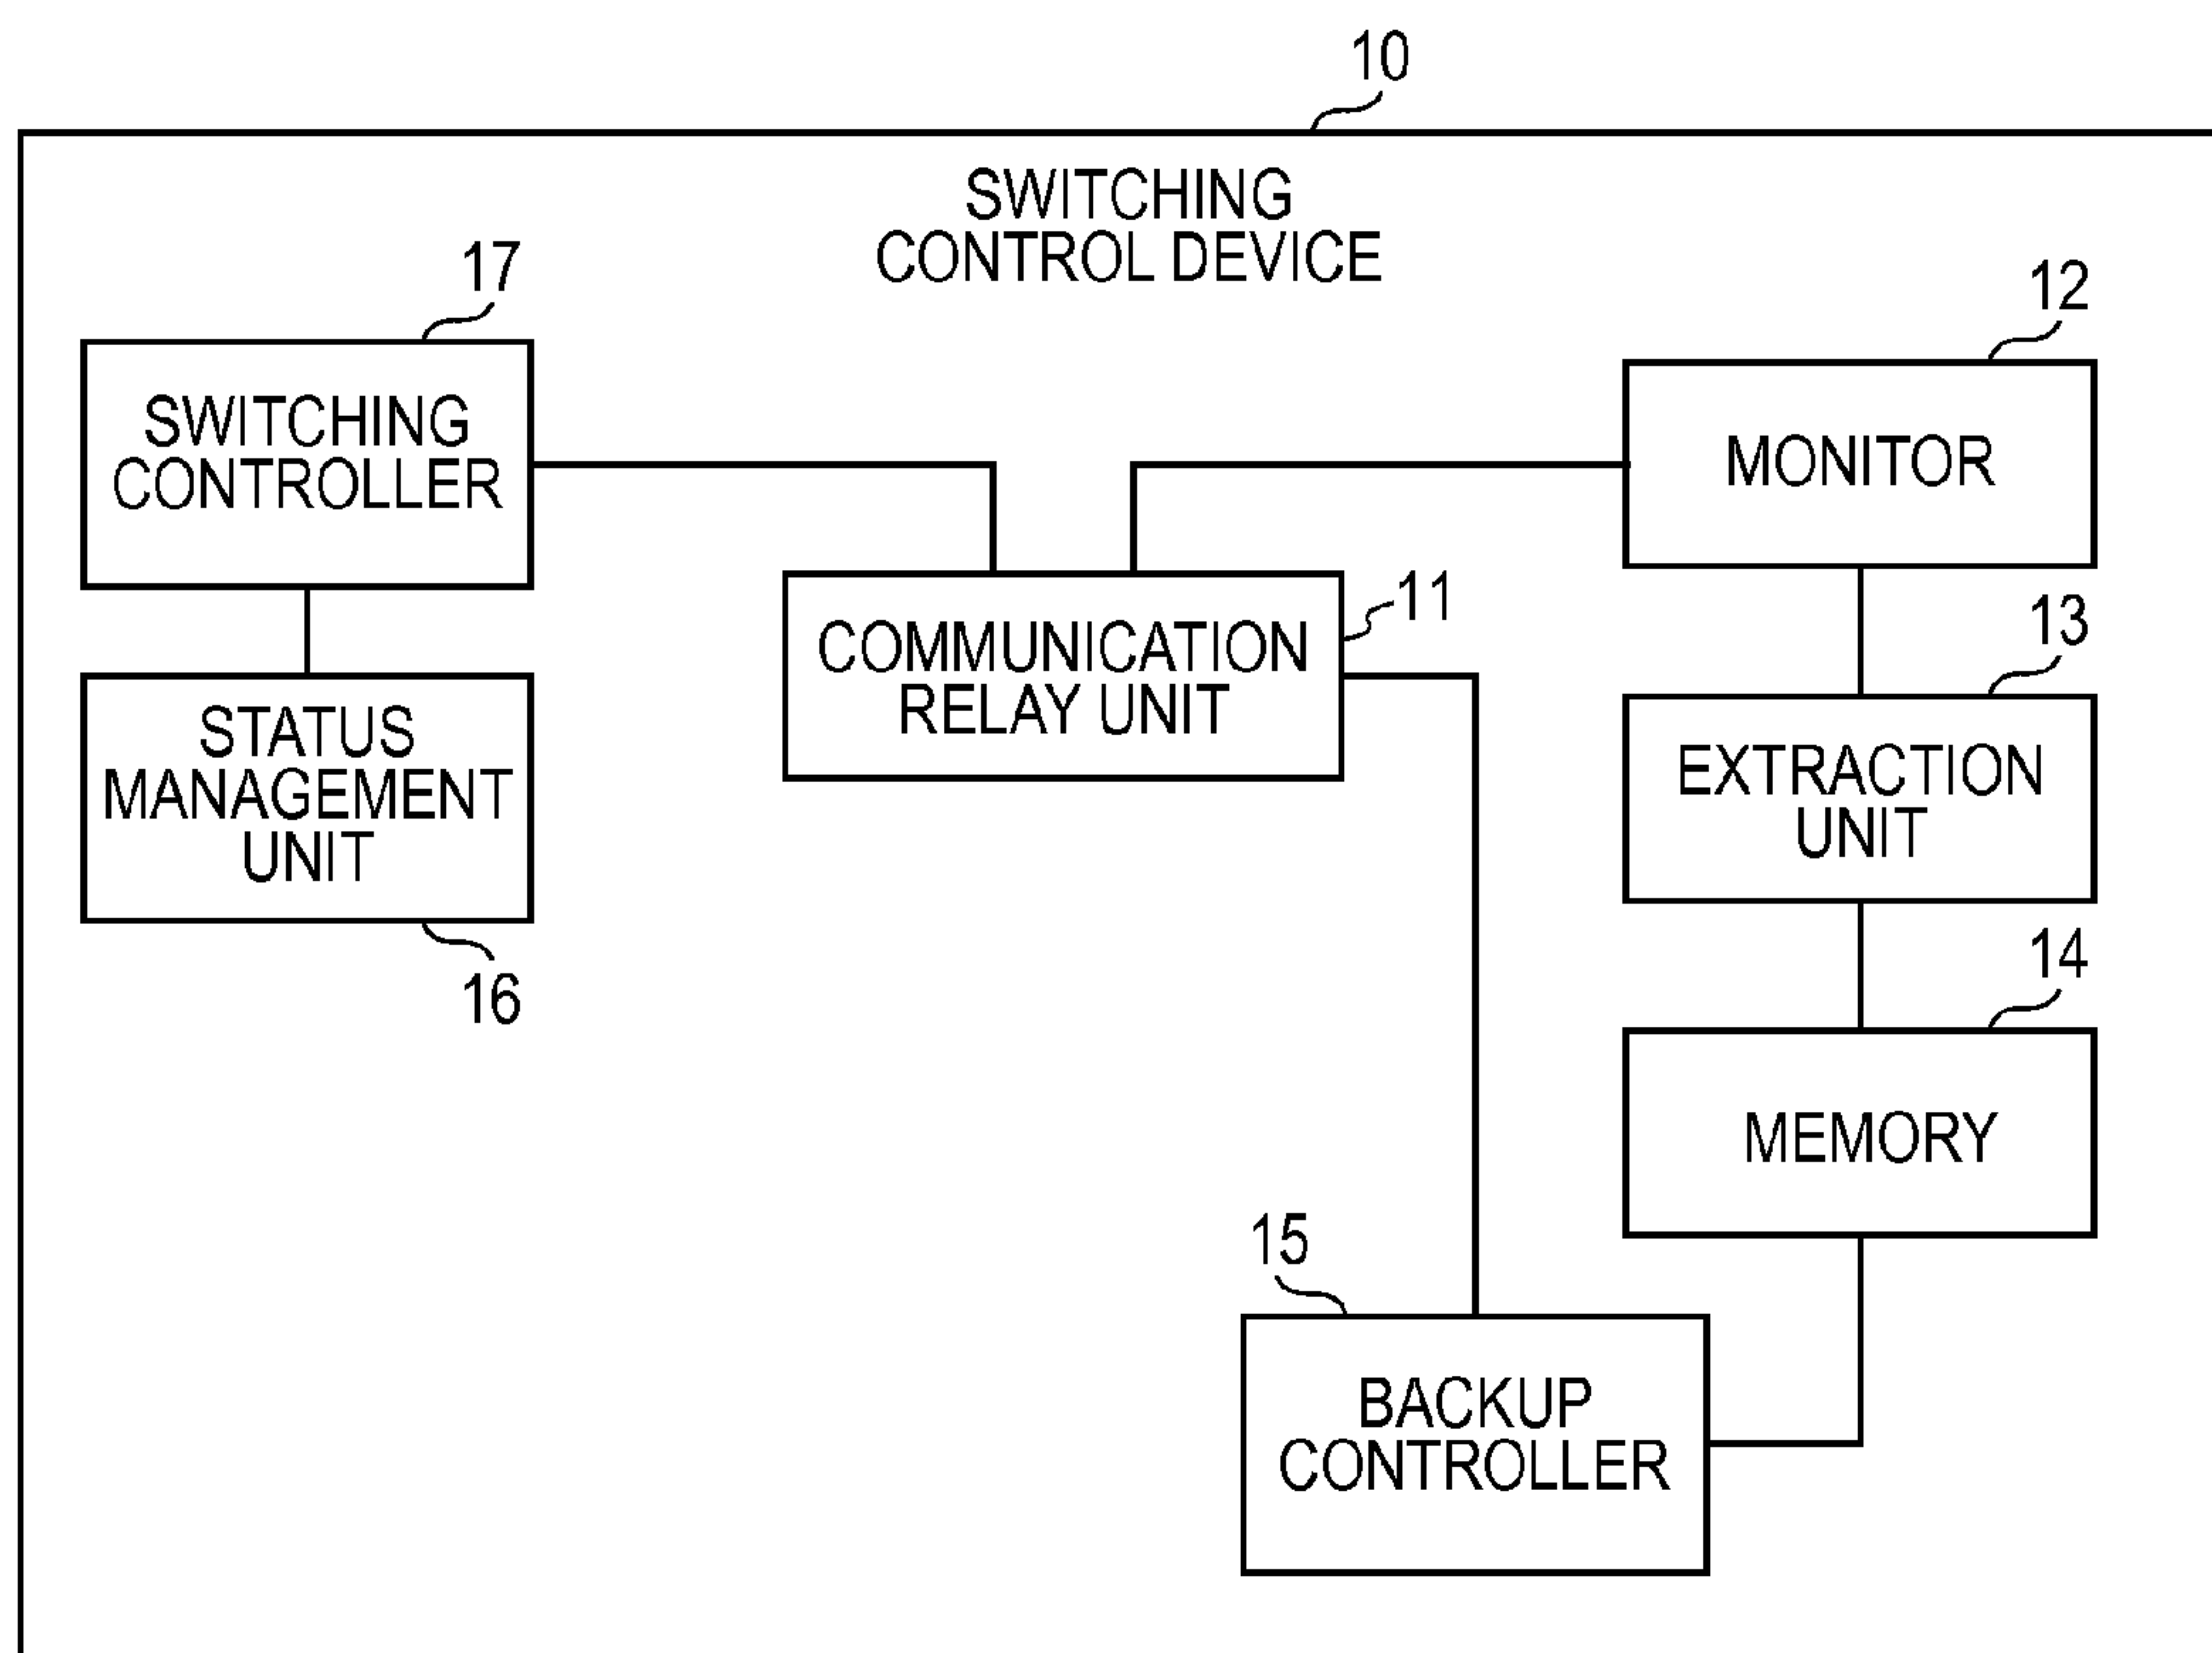 10
SWITCHING
CONTROL DEVICE
17
SWITCHING
CONTROLLER
12
MONITOR
11
COMMUNICATION
RELAY UNIT
13
EXTRACTION
UNIT
STATUS
MANAGEMENT
UNIT
16
14
MEMORY
15
BACKUP
CONTROLLER